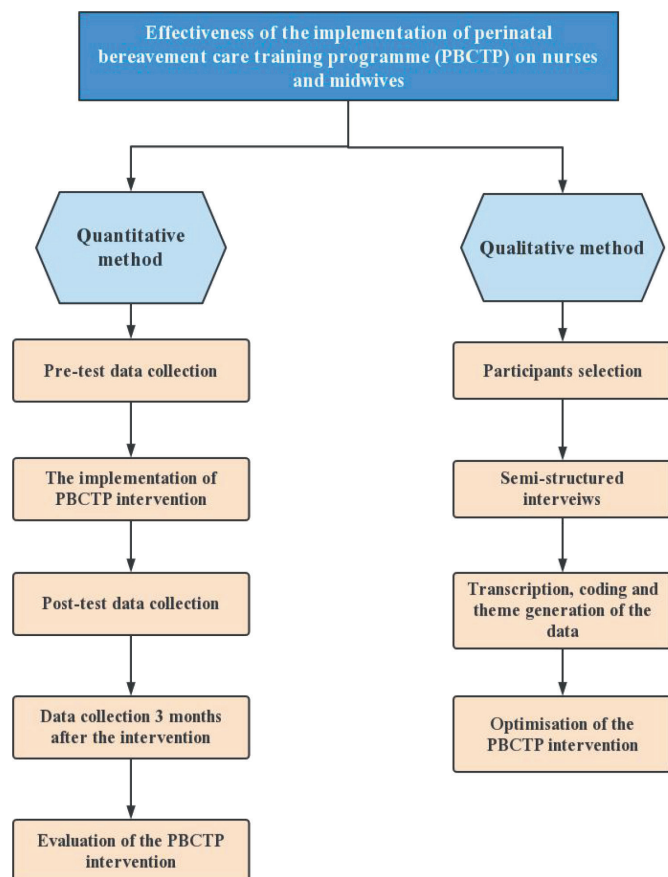 Effectiveness of the implementation of perinatal
bereavement care training programme (PBCTP) on nurses
and midwives
Quantitative
method
Pre-test data collection
The implementation of
PBCTP intervention
Post-test data collection
Data collection 3 months
after the intervention
Evaluation of the PBCTP
intervention
Qualitative method
Participants selection
Semi-structured
interveiws
Transcription, coding and
theme generation of the
data
Optimisation of the
PBCTP intervention